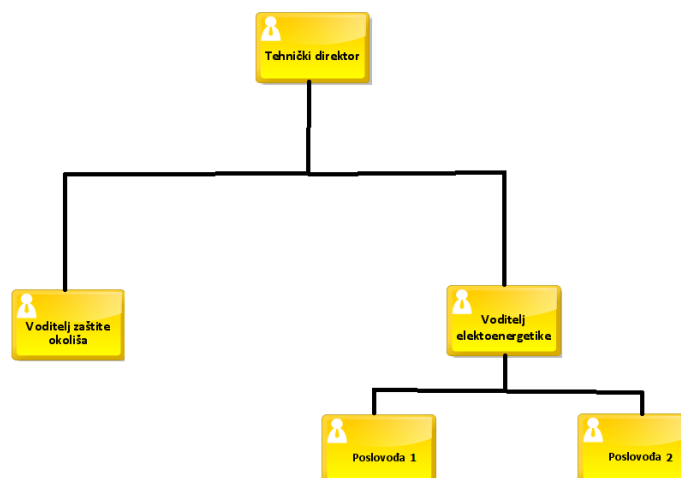 Tehnički direktor
Voditelj zaštite
okoliša
Voditelj
elektoenergetike
Poslovođa 1
Poslovođa 2